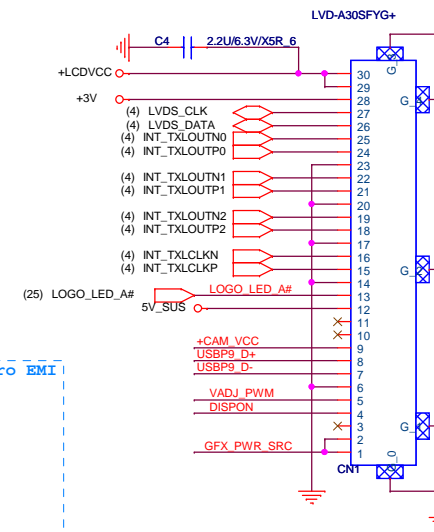 LVD-A30SFYG+
C4 2.2U/6.3V/X5R_6
+LCDVCC 30
29
+3V 28
(4) LVDS_CLK 27
(4) LVDS_DATA 26
(4) INT_TXLOUTN0 25
(4) INT_TXLOUTP0 24
23
(4) INT_TXLOUTN1 22
(4) INT_TXLOUTP1 21
20
(4) INT_TXLOUTN2 19
(4) INT_TXLOUTP2 18
17
(4) INT_TXLCLKN 16
(4) INT_TXLCLKP 15
14
(25) LOGO_LED_A# LOGO_LED_A# 13
5V_SUS 12
11
10
+CAM_VCC 9
USBP9_D+ 8
USBP9_D- 7
6
VADJ_PWM 5
DISPON 4
3
2
GFX_PWR_SRC 1
CN1
G_0
ro EMI